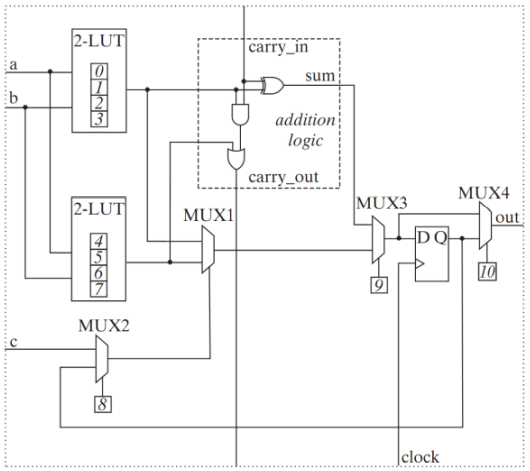 2-LUT
carry_in
a
0
1
2
3
sum
b
addition
logic
carry_out
2-LUT
MUX1
MUX3
MUX4
out
4
5
6
7
D Q
9
10
MUX2
c
8
clock